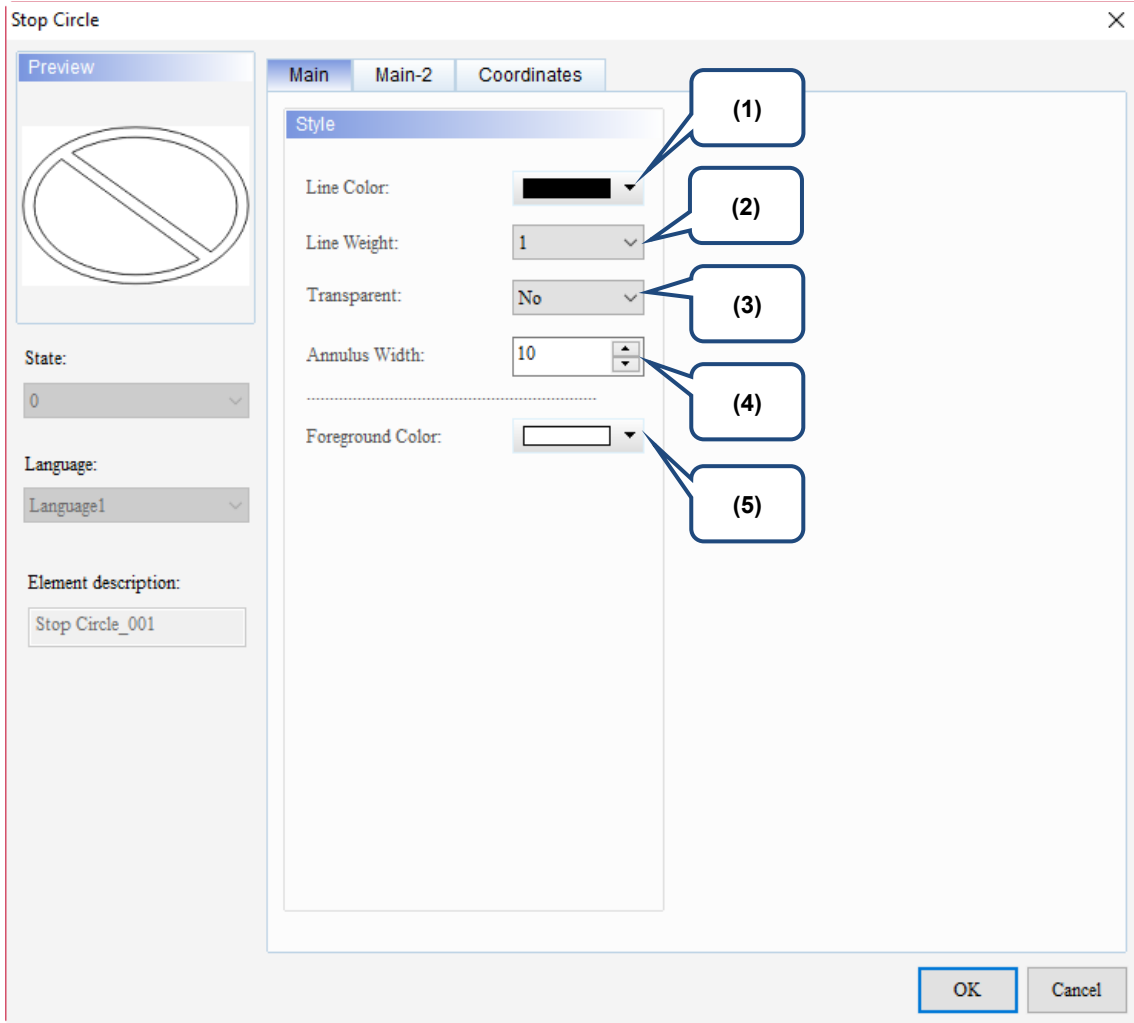 Stop Circle
Preview
Main Main-2 Coordinates
Style
(1)
Line Color:
(2)
Line Weight: 1
Transparent: No
(3)
Annulus Width: 10
(4)
Foreground Color:
(5)
State:
0
Language:
Language1
Element description:
Stop Circle_001
OK Cancel